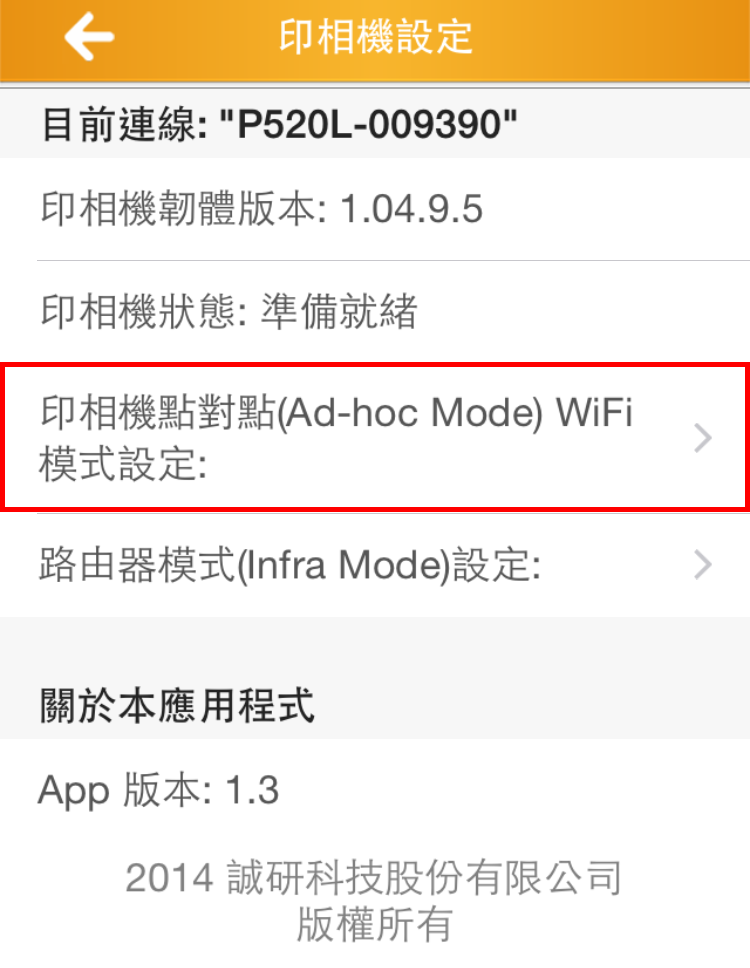 印相機設定
目前連線: "P520L-009390"
印相機韌體版本: 1.04.9.5
印相機狀態: 準備就緒
印相機點對點(Ad-hoc Mode) WiFi
模式設定:
路由器模式(Infra Mode)設定:
關於本應用程式
App 版本: 1.3
2014 誠研科技股份有限公司
版權所有